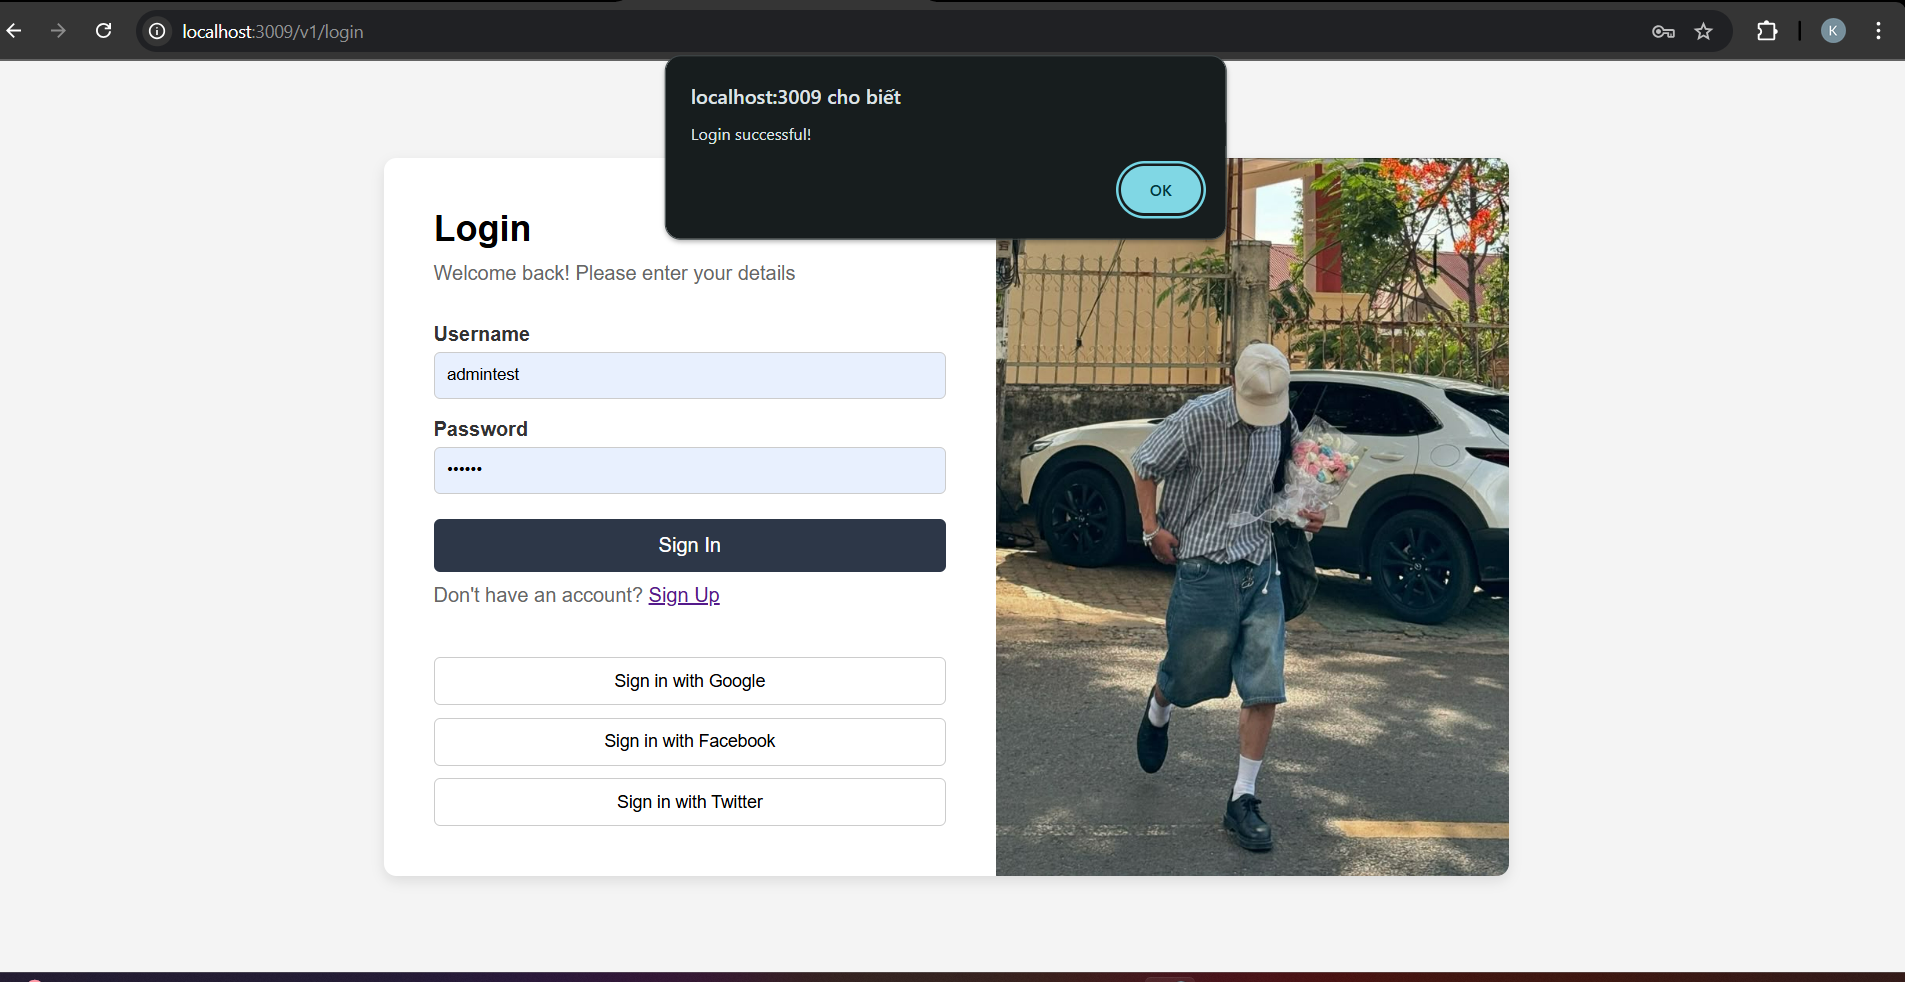 localhost:3009/v1/login
K
localhost:3009 cho biết
Login successful!
OK
Login
Welcome back! Please enter your details
Username
admintest
Password
••••••
Sign In
Don't have an account? Sign Up
Sign in with Google
Sign in with Facebook
Sign in with Twitter